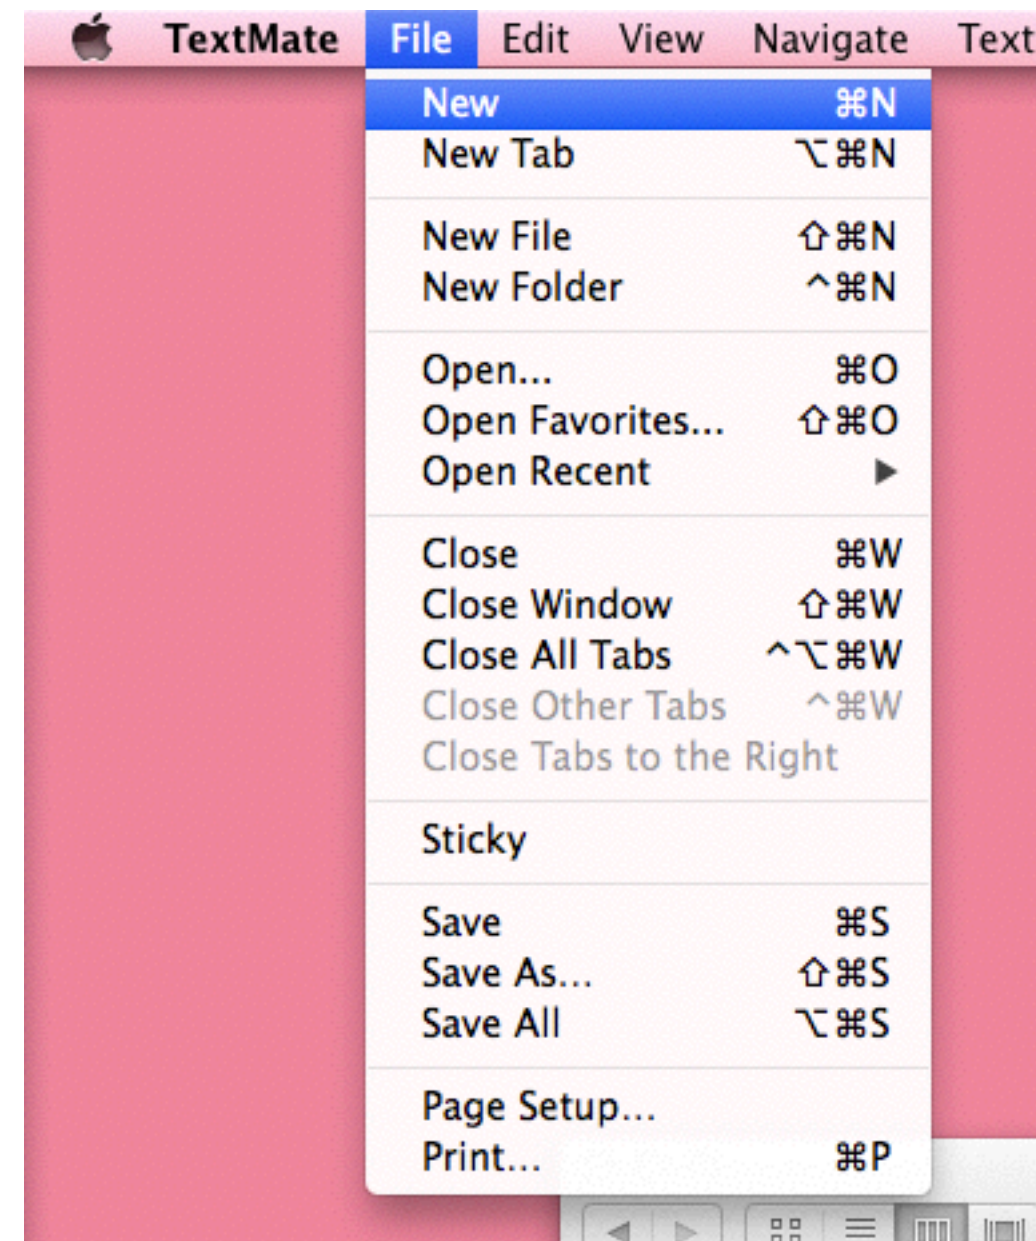 TextMate File Edit View Navigate Text
New ⌘N
New Tab ⌥⌘N
New File ⇧⌘N
New Folder ^⌘N
Open... ⌘O
Open Favorites... ⇧⌘O
Open Recent ▶
Close ⌘W
Close Window ⇧⌘W
Close All Tabs ^⌥⌘W
Close Other Tabs ^⌘W
Close Tabs to the Right
Sticky
Save ⌘S
Save As... ⇧⌘S
Save All ⌥⌘S
Page Setup...
Print... ⌘P